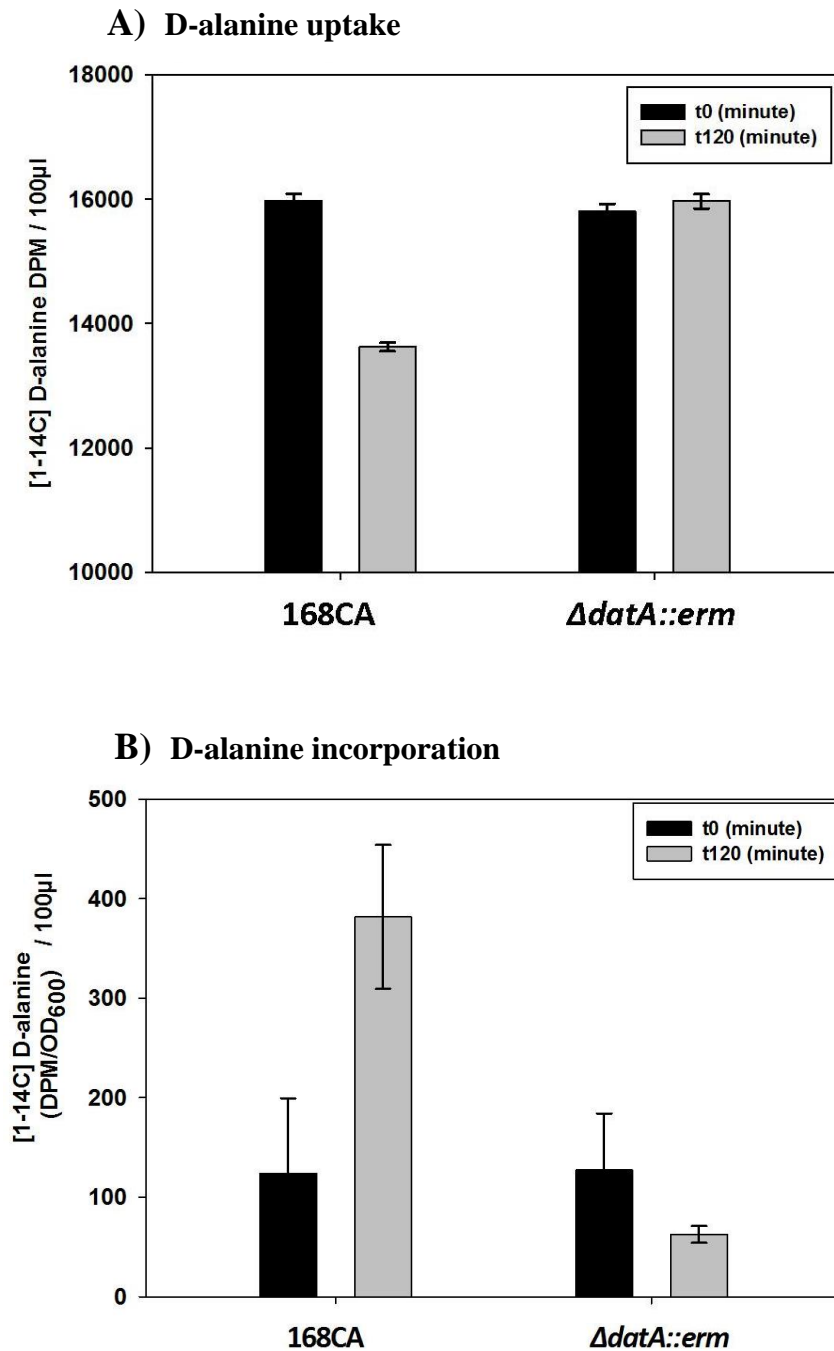 A) D-alanine uptake
[1-14C] D-alanine DPM / 100µl
18000
16000
14000
12000
10000
t0 (minute)
t120 (minute)
168CA
ΔdatA::erm
B) D-alanine incorporation
[1-14C] D-alanine
(DPM/OD600) / 100µl
500
400
300
200
100
0
t0 (minute)
t120 (minute)
168CA
ΔdatA::erm